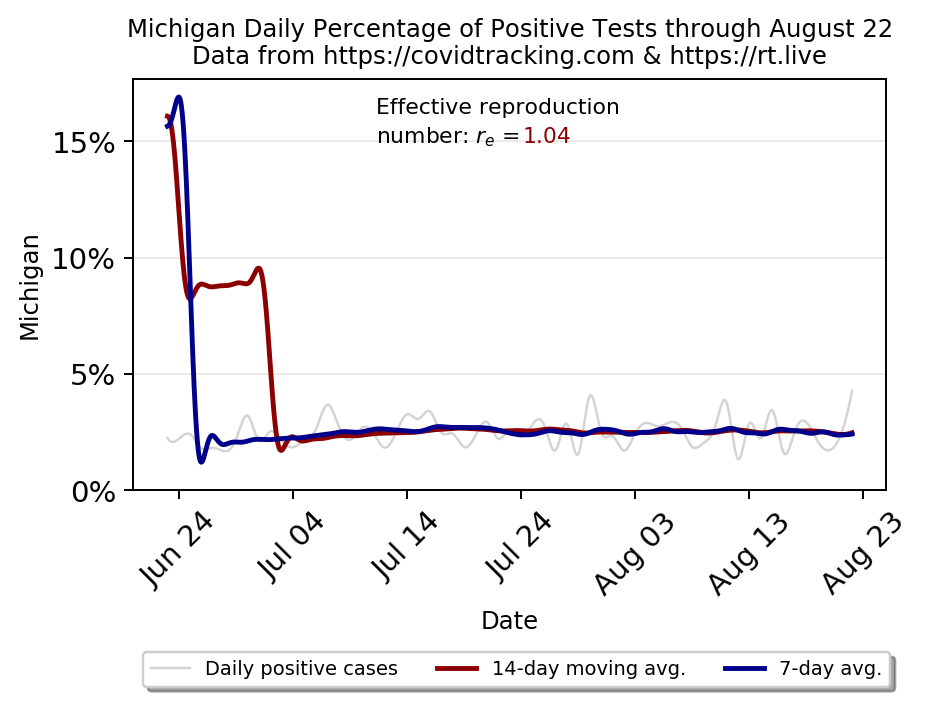 Michigan Daily Percentage of Positive Tests through August 22
Data from https://covidtracking.com & https://rt.live
Effective reproduction
number: rₑ =1.04
15%
10%
5%
0%
Michigan
Jun 24
Jul 04
Jul 14
Jul 24
Aug 03
Aug 13
Aug 23
Date
Daily positive cases
14-day moving avg.
7-day avg.